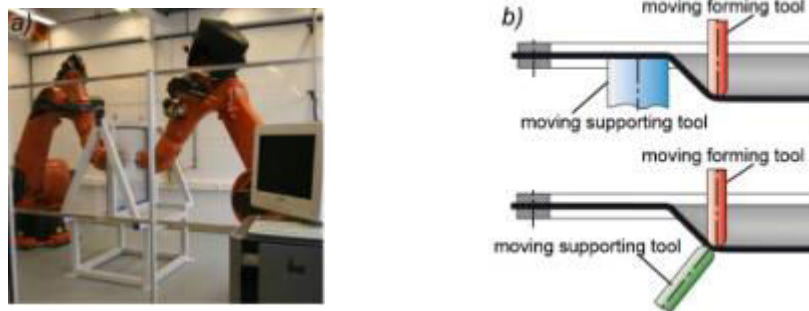 a)
b)
moving forming tool
moving supporting tool
moving forming tool
moving supporting tool